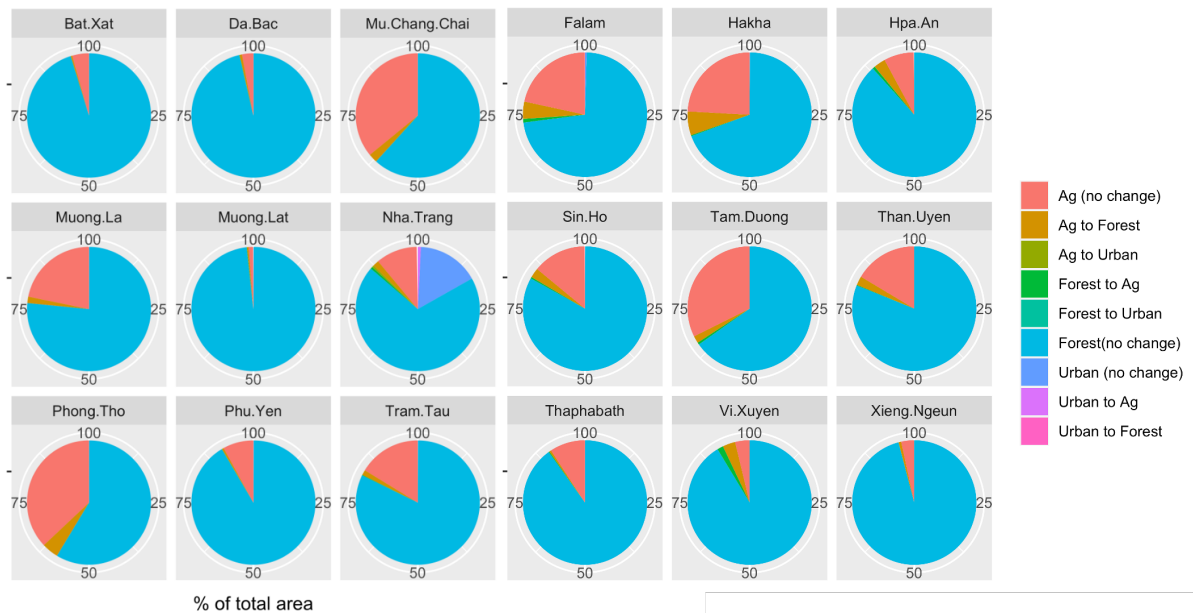 Bat.Xat Da.Bac Mu.Chang.Chai Falam Hakha Hpa.An
100 100 100 100 100 100
75 25 75 25 75 25 75 25 75 25 75 25
50 50 50 50 50 50
Muong.La Muong.Lat Nha.Trang Sin.Ho Tam.Duong Than.Uyen
100 100 100 100 100 100
75 25 75 25 75 25 75 25 75 25 75 25
50 50 50 50 50 50
Phong.Tho Phu.Yen Tram.Tau Thaphabath Vi.Xuyen Xieng.Ngeun
100 100 100 100 100 100
75 25 75 25 75 25 75 25 75 25 75 25
50 50 50 50 50 50
% of total area
Ag (no change)
Ag to Forest
Ag to Urban
Forest to Ag
Forest to Urban
Forest(no change)
Urban (no change)
Urban to Ag
Urban to Forest